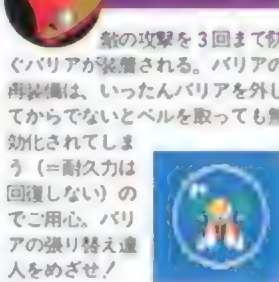 敵の攻撃を3回まで防
ぐバリアが装備される。バリアの
再装備は、いったんバリアを外し
てからでないとベルを取っても無
効化されてしま
う（=耐久力は
回復しない）の
でご用心。バリ
アの張り替え達
人をめざせ!